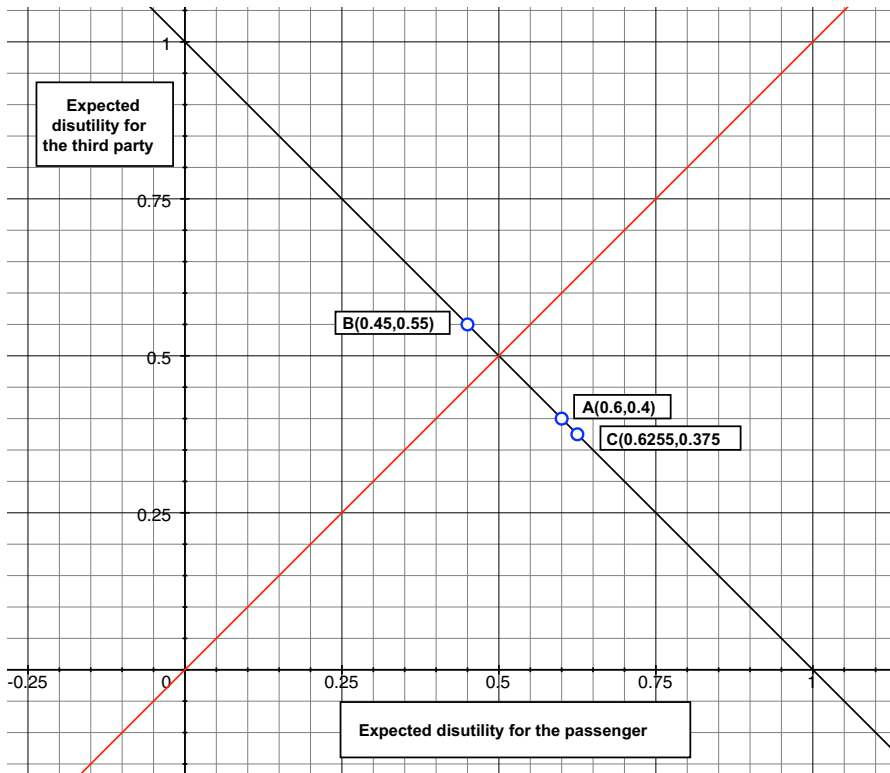 1
Expected
disutility for
the third party
0.75
B(0.45,0.55)
0.5
A(0.6,0.4)
C(0.6255,0.375
0.25
-0.25
0
0.25
0.5
0.75
1
Expected disutility for the passenger